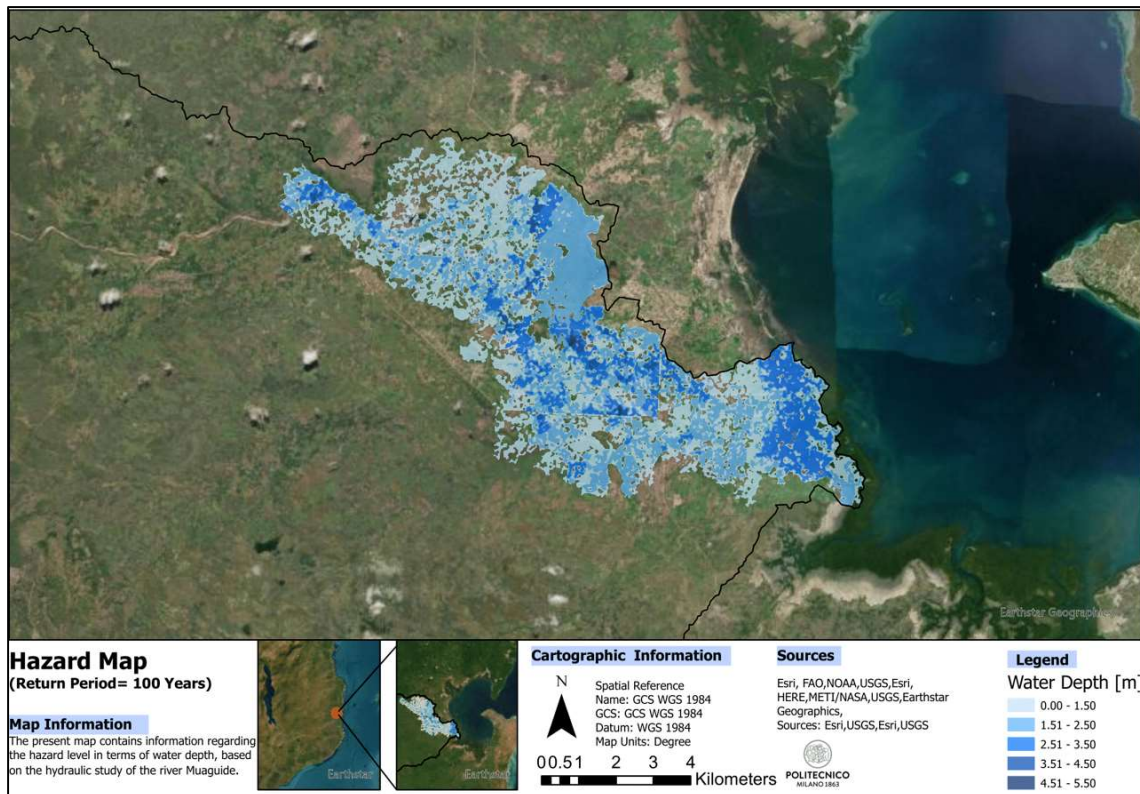 Earthstar Geographic
Hazard Map
(Return Period= 100 Years)
Map Information
The present map contains information regarding
the hazard level in terms of water depth, based
on the hydraulic study of the river Muaguide.
Earthstar
Earthstar
Cartographic Information
N
Spatial Reference
Name: GCS WGS 1984
GCS: GCS WGS 1984
Datum: WGS 1984
Map Units: Degree
0 0.5 1 2 3 4
Kilometers
Sources
Esri, FAO,NOAA,USGS,Esri,
HERE,METI/NASA,USGS,Earthstar
Geographics,
Sources: Esri,USGS,Esri,USGS
POLITECNICO
MILANO 1863
Legend
Water Depth [m]
0.00 - 1.50
1.51 - 2.50
2.51 - 3.50
3.51 - 4.50
4.51 - 5.50